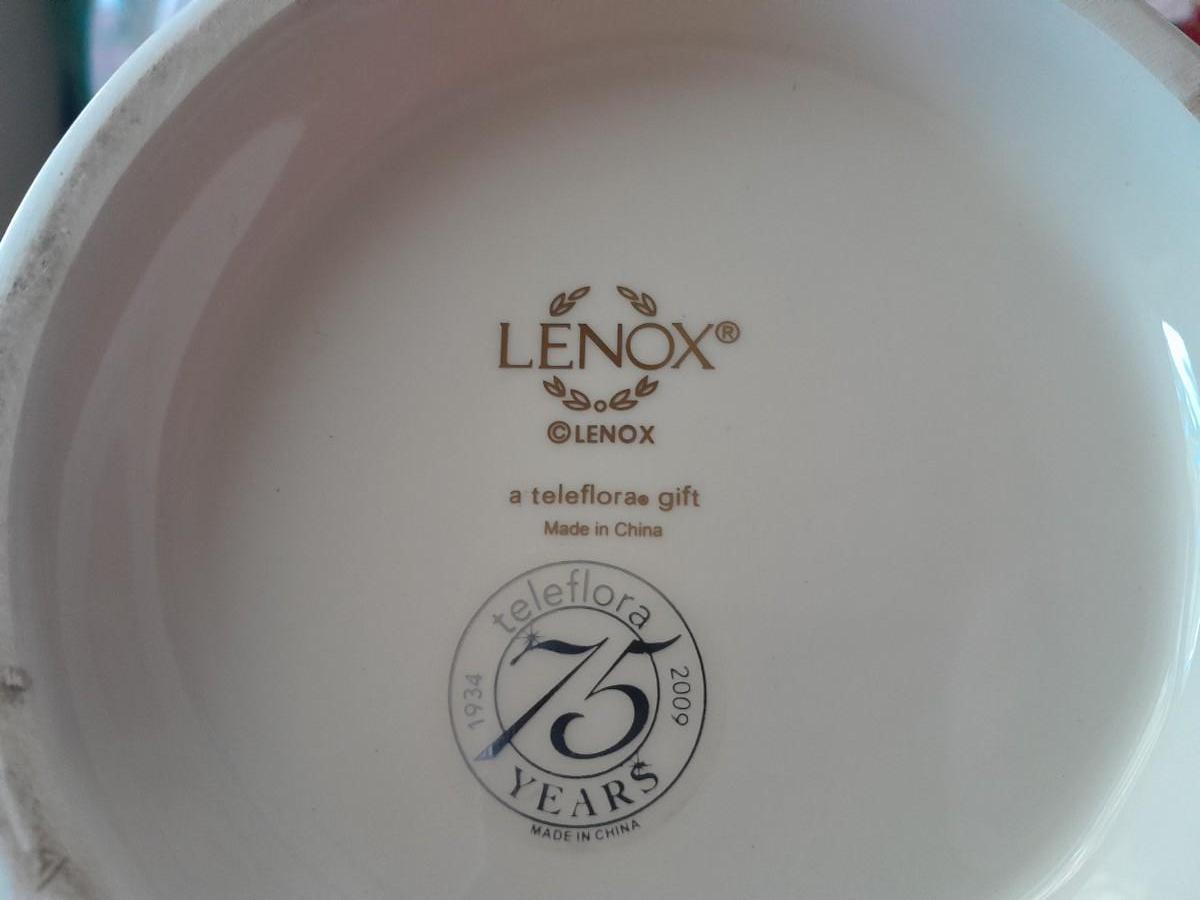 LENOX®
©LENOX
a teleflora® gift
Made in China
teleflora
1934
75
2009
YEARS
MADE IN CHINA